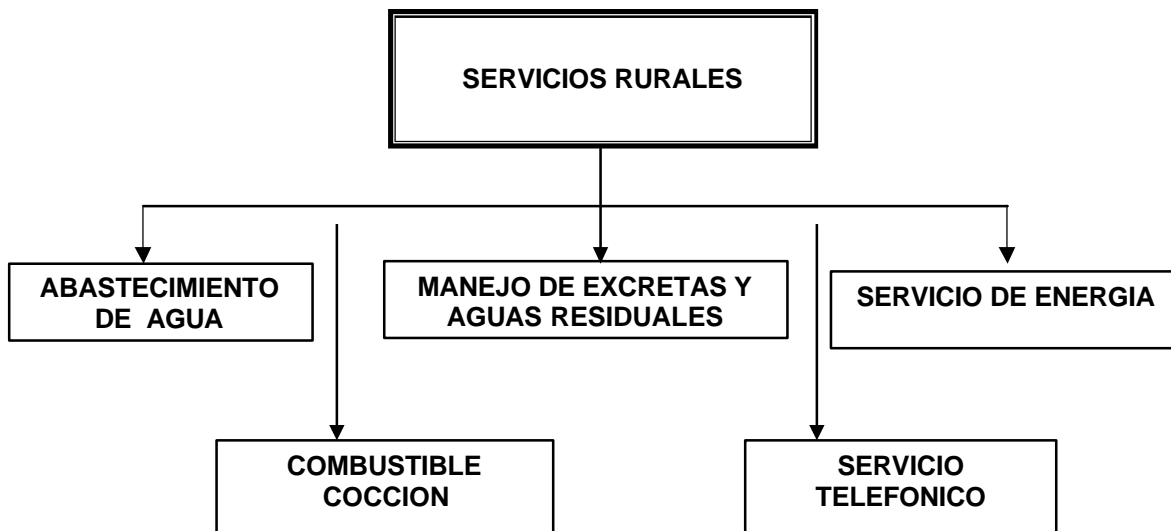 SERVICIOS RURALES
ABASTECIMIENTO
DE AGUA
MANEJO DE EXCRETAS Y
AGUAS RESIDUALES
SERVICIO DE ENERGIA
COMBUSTIBLE
COCCION
SERVICIO
TELEFONICO